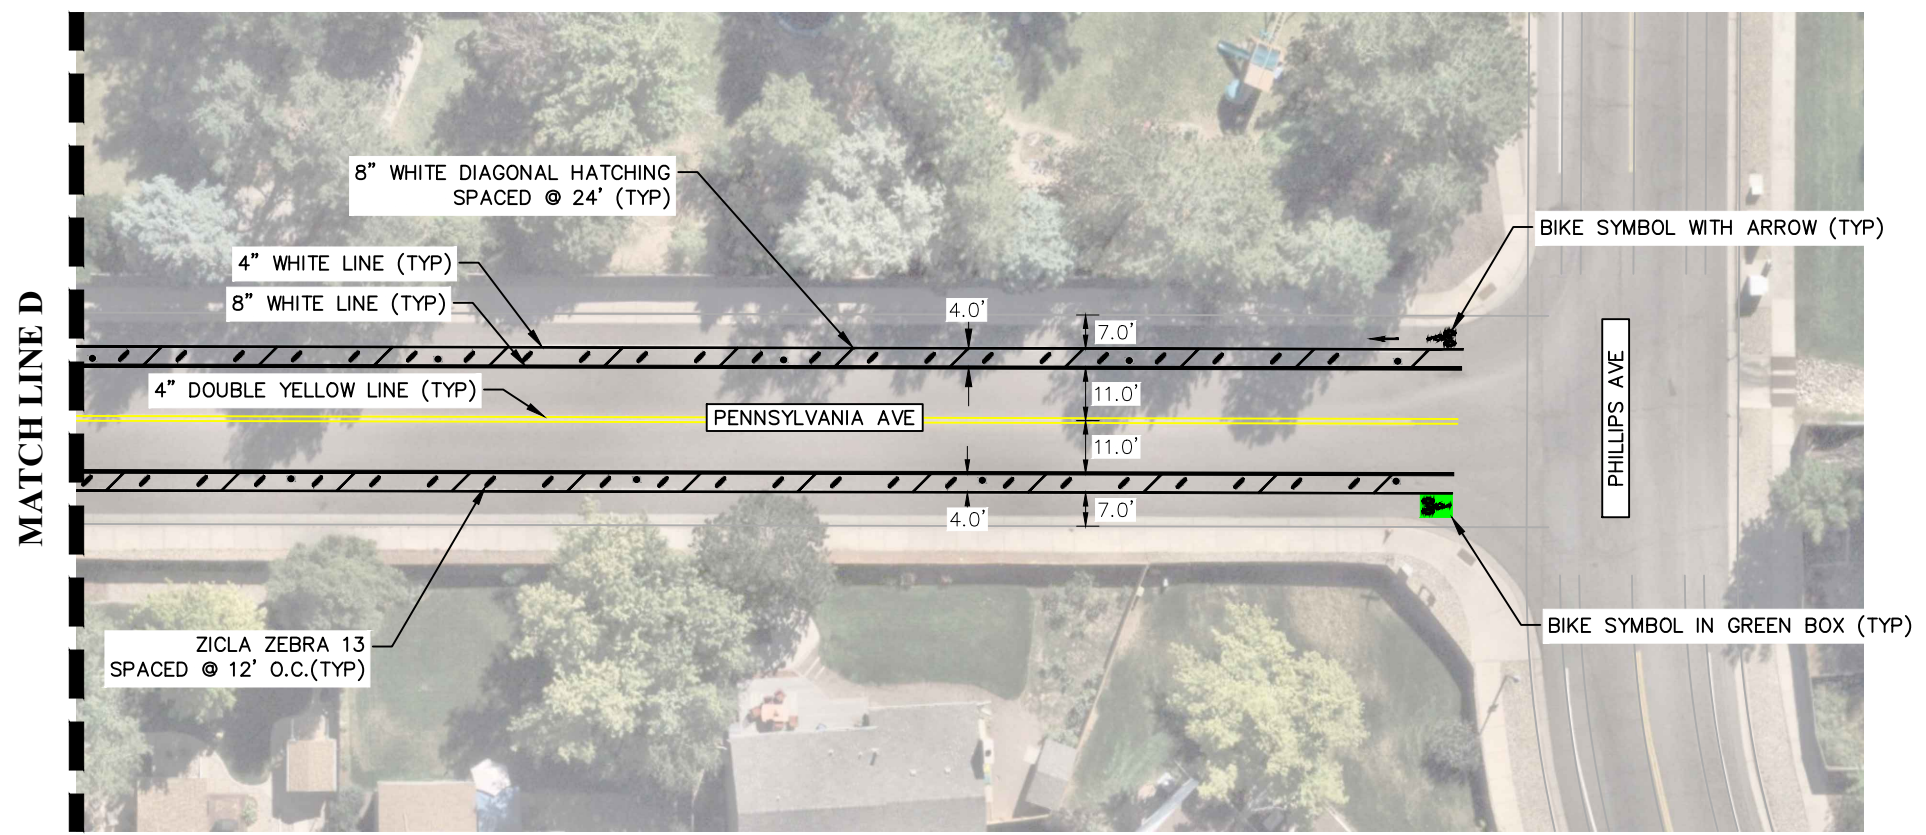 8” WHITE DIAGONAL HATCHING
SPACED @ 24’ (TYP)
BIKE SYMBOL WITH ARROW (TYP)
4” WHITE LINE (TYP)
8” WHITE LINE (TYP)
4.0’
7.0’
4” DOUBLE YELLOW LINE (TYP)
11.0’
PENNSYLVANIA AVE
PHILLIPS AVE
MATCH LINE D
11.0’
4.0’
7.0’
BIKE SYMBOL IN GREEN BOX (TYP)
ZICLA ZEBRA 13
SPACED @ 12’ O.C.(TYP)